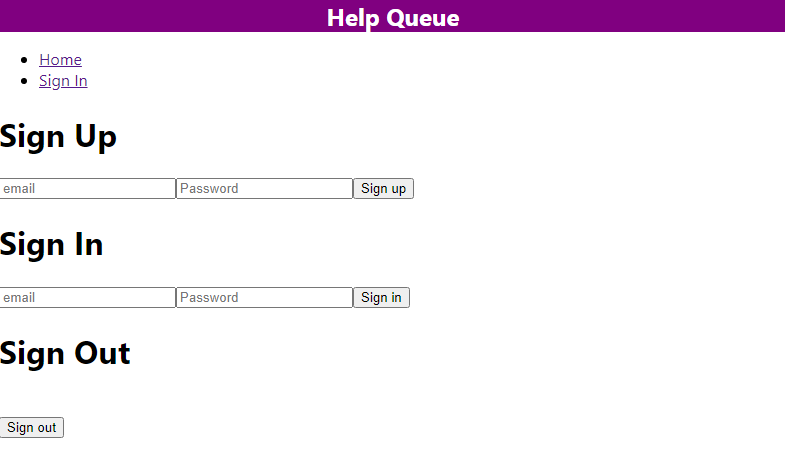 Help Queue
Home
Sign In
Sign Up
email Password Sign up
Sign In
email Password Sign in
Sign Out
Sign out